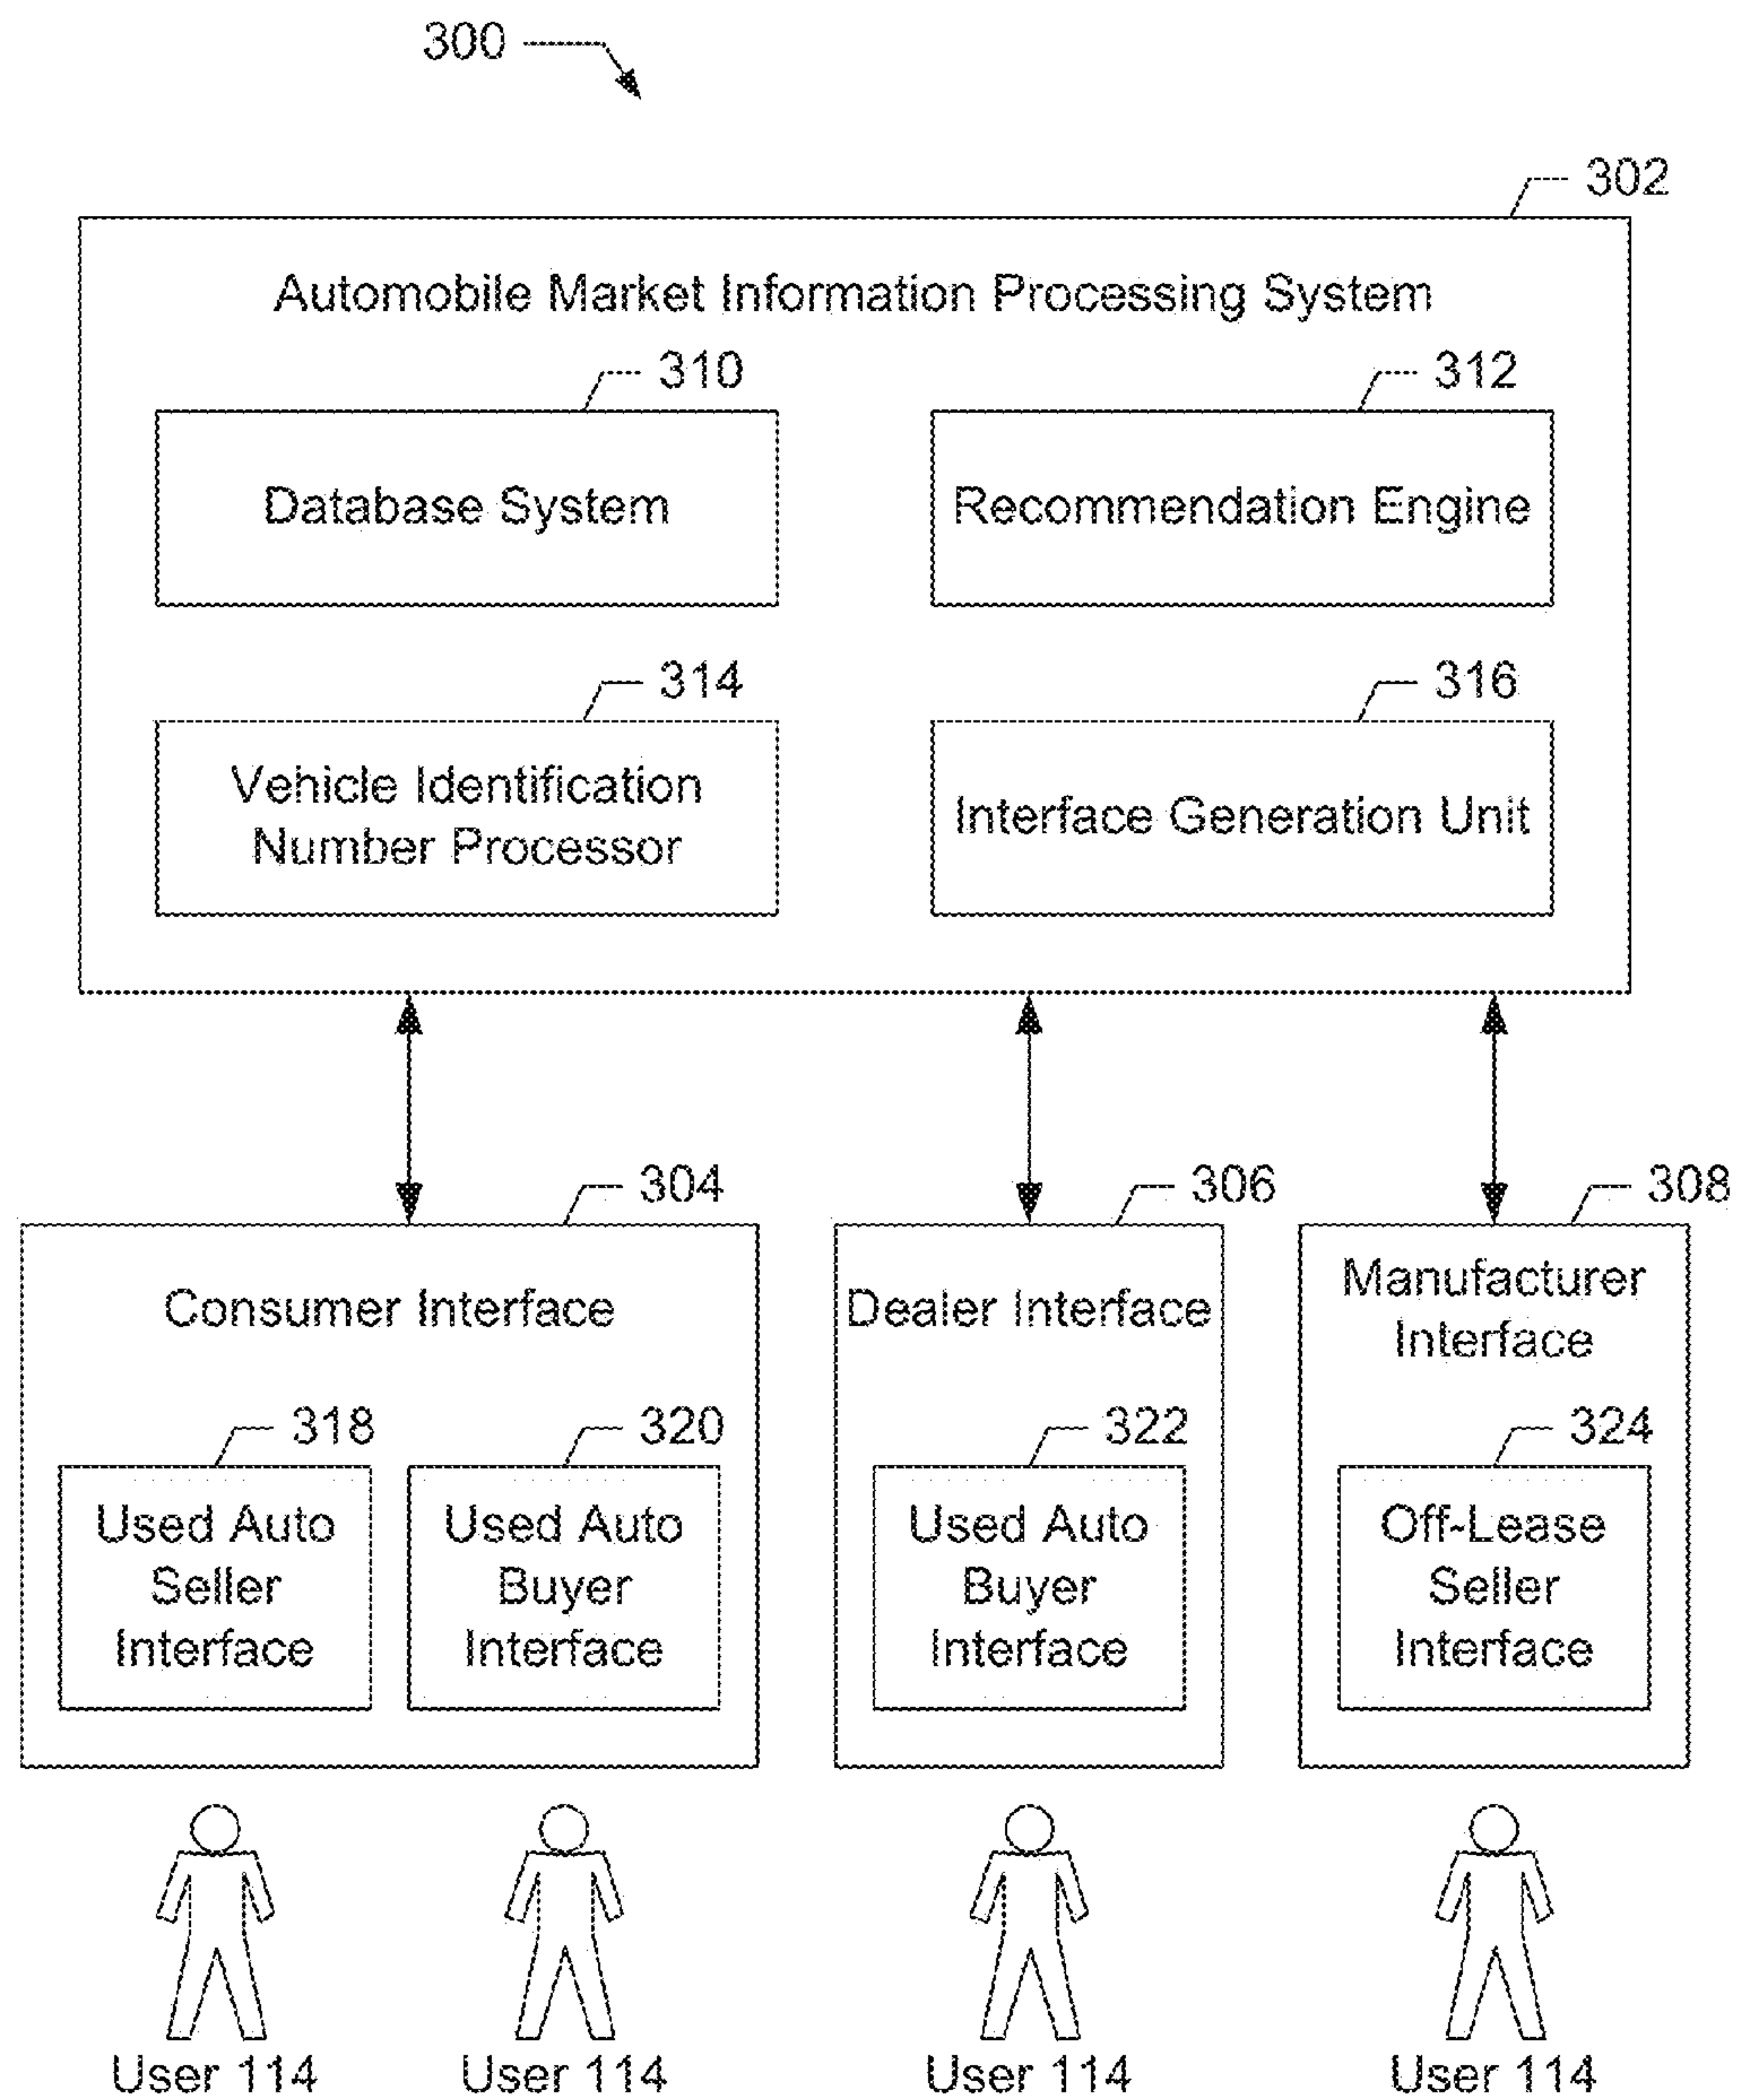 300
302
Automobile Market Information Processing System
310
312
Database System
Recommendation Engine
314
316
Vehicle Identification
Number Processor
Interface Generation Unit
304
306
308
Consumer Interface
Dealer Interface
Manufacturer
Interface
318
320
322
324
Used Auto
Seller
Interface
Used Auto
Buyer
Interface
Used Auto
Buyer
Interface
Off-Lease
Seller
Interface
User 114
User 114
User 114
User 114